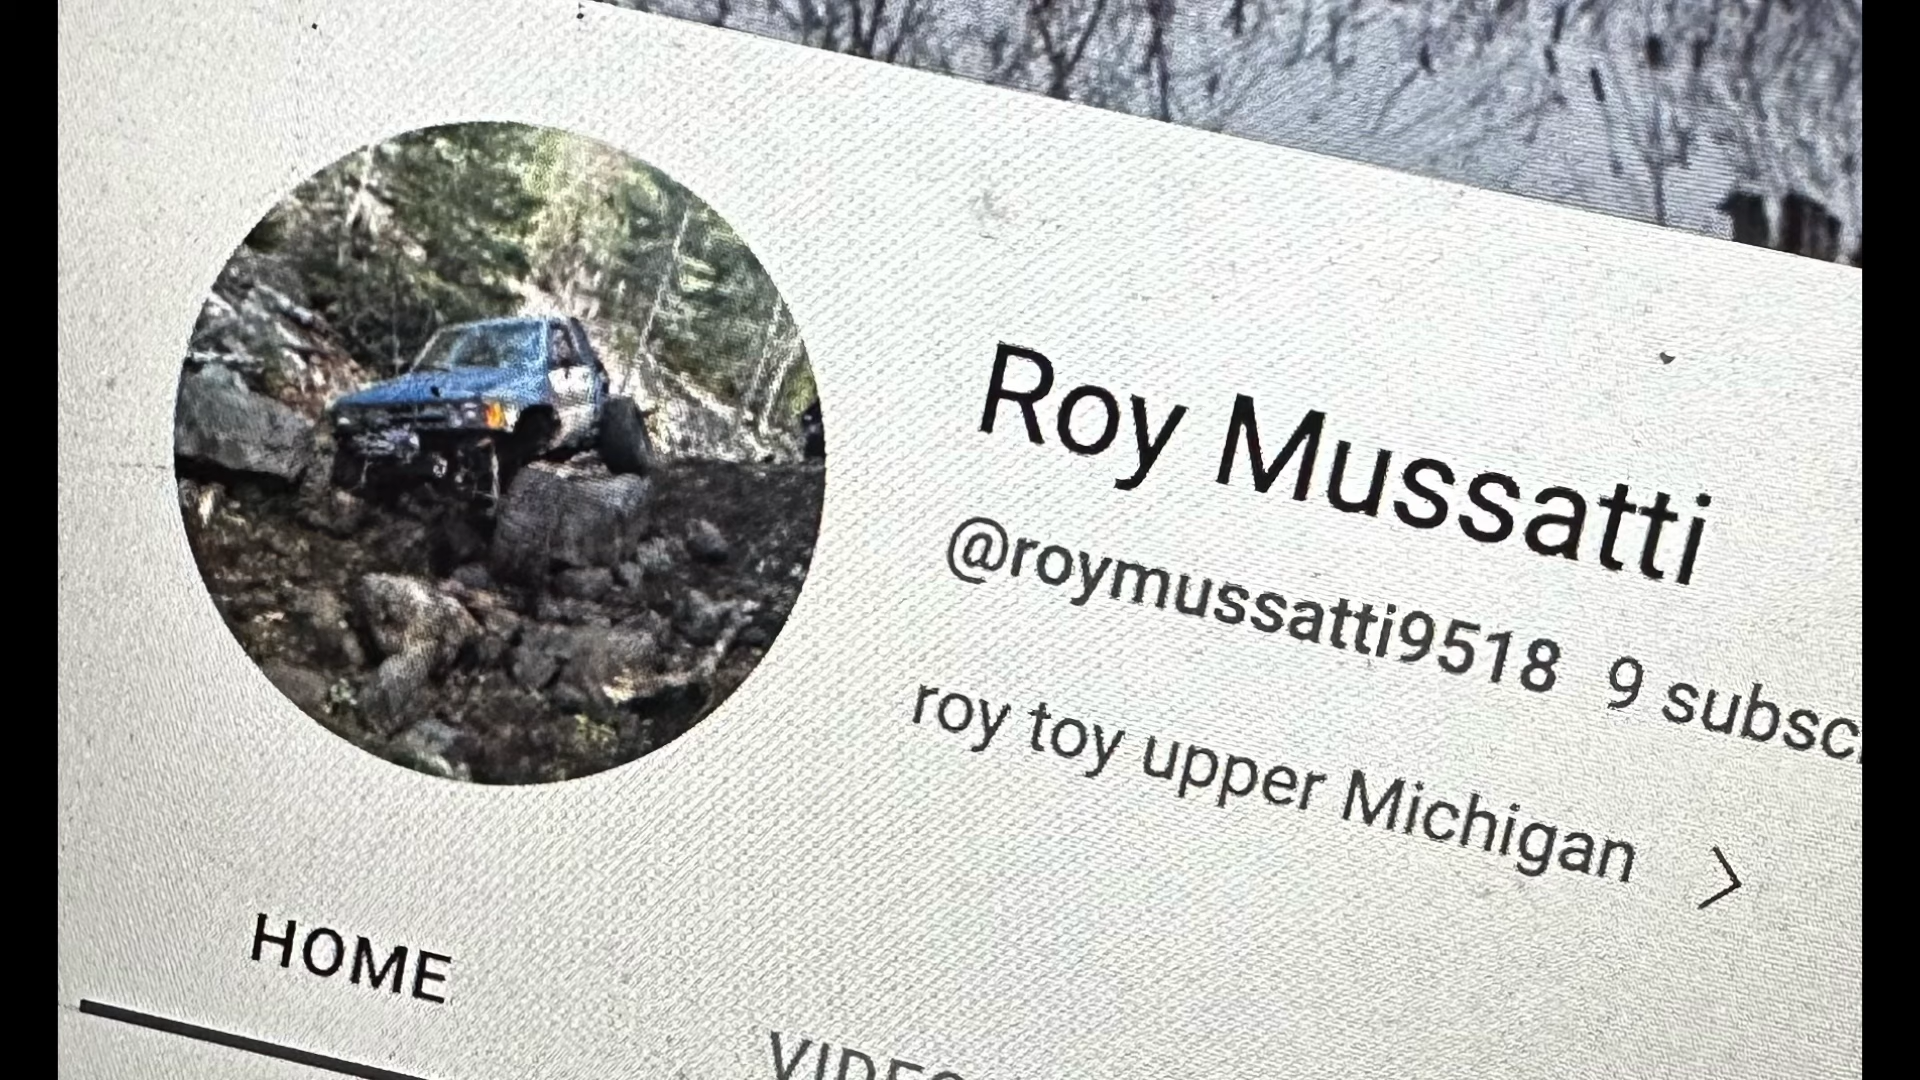 Roy Mussatti
@roymussatti9518 9 subsc
roy toy upper Michigan >
HOME